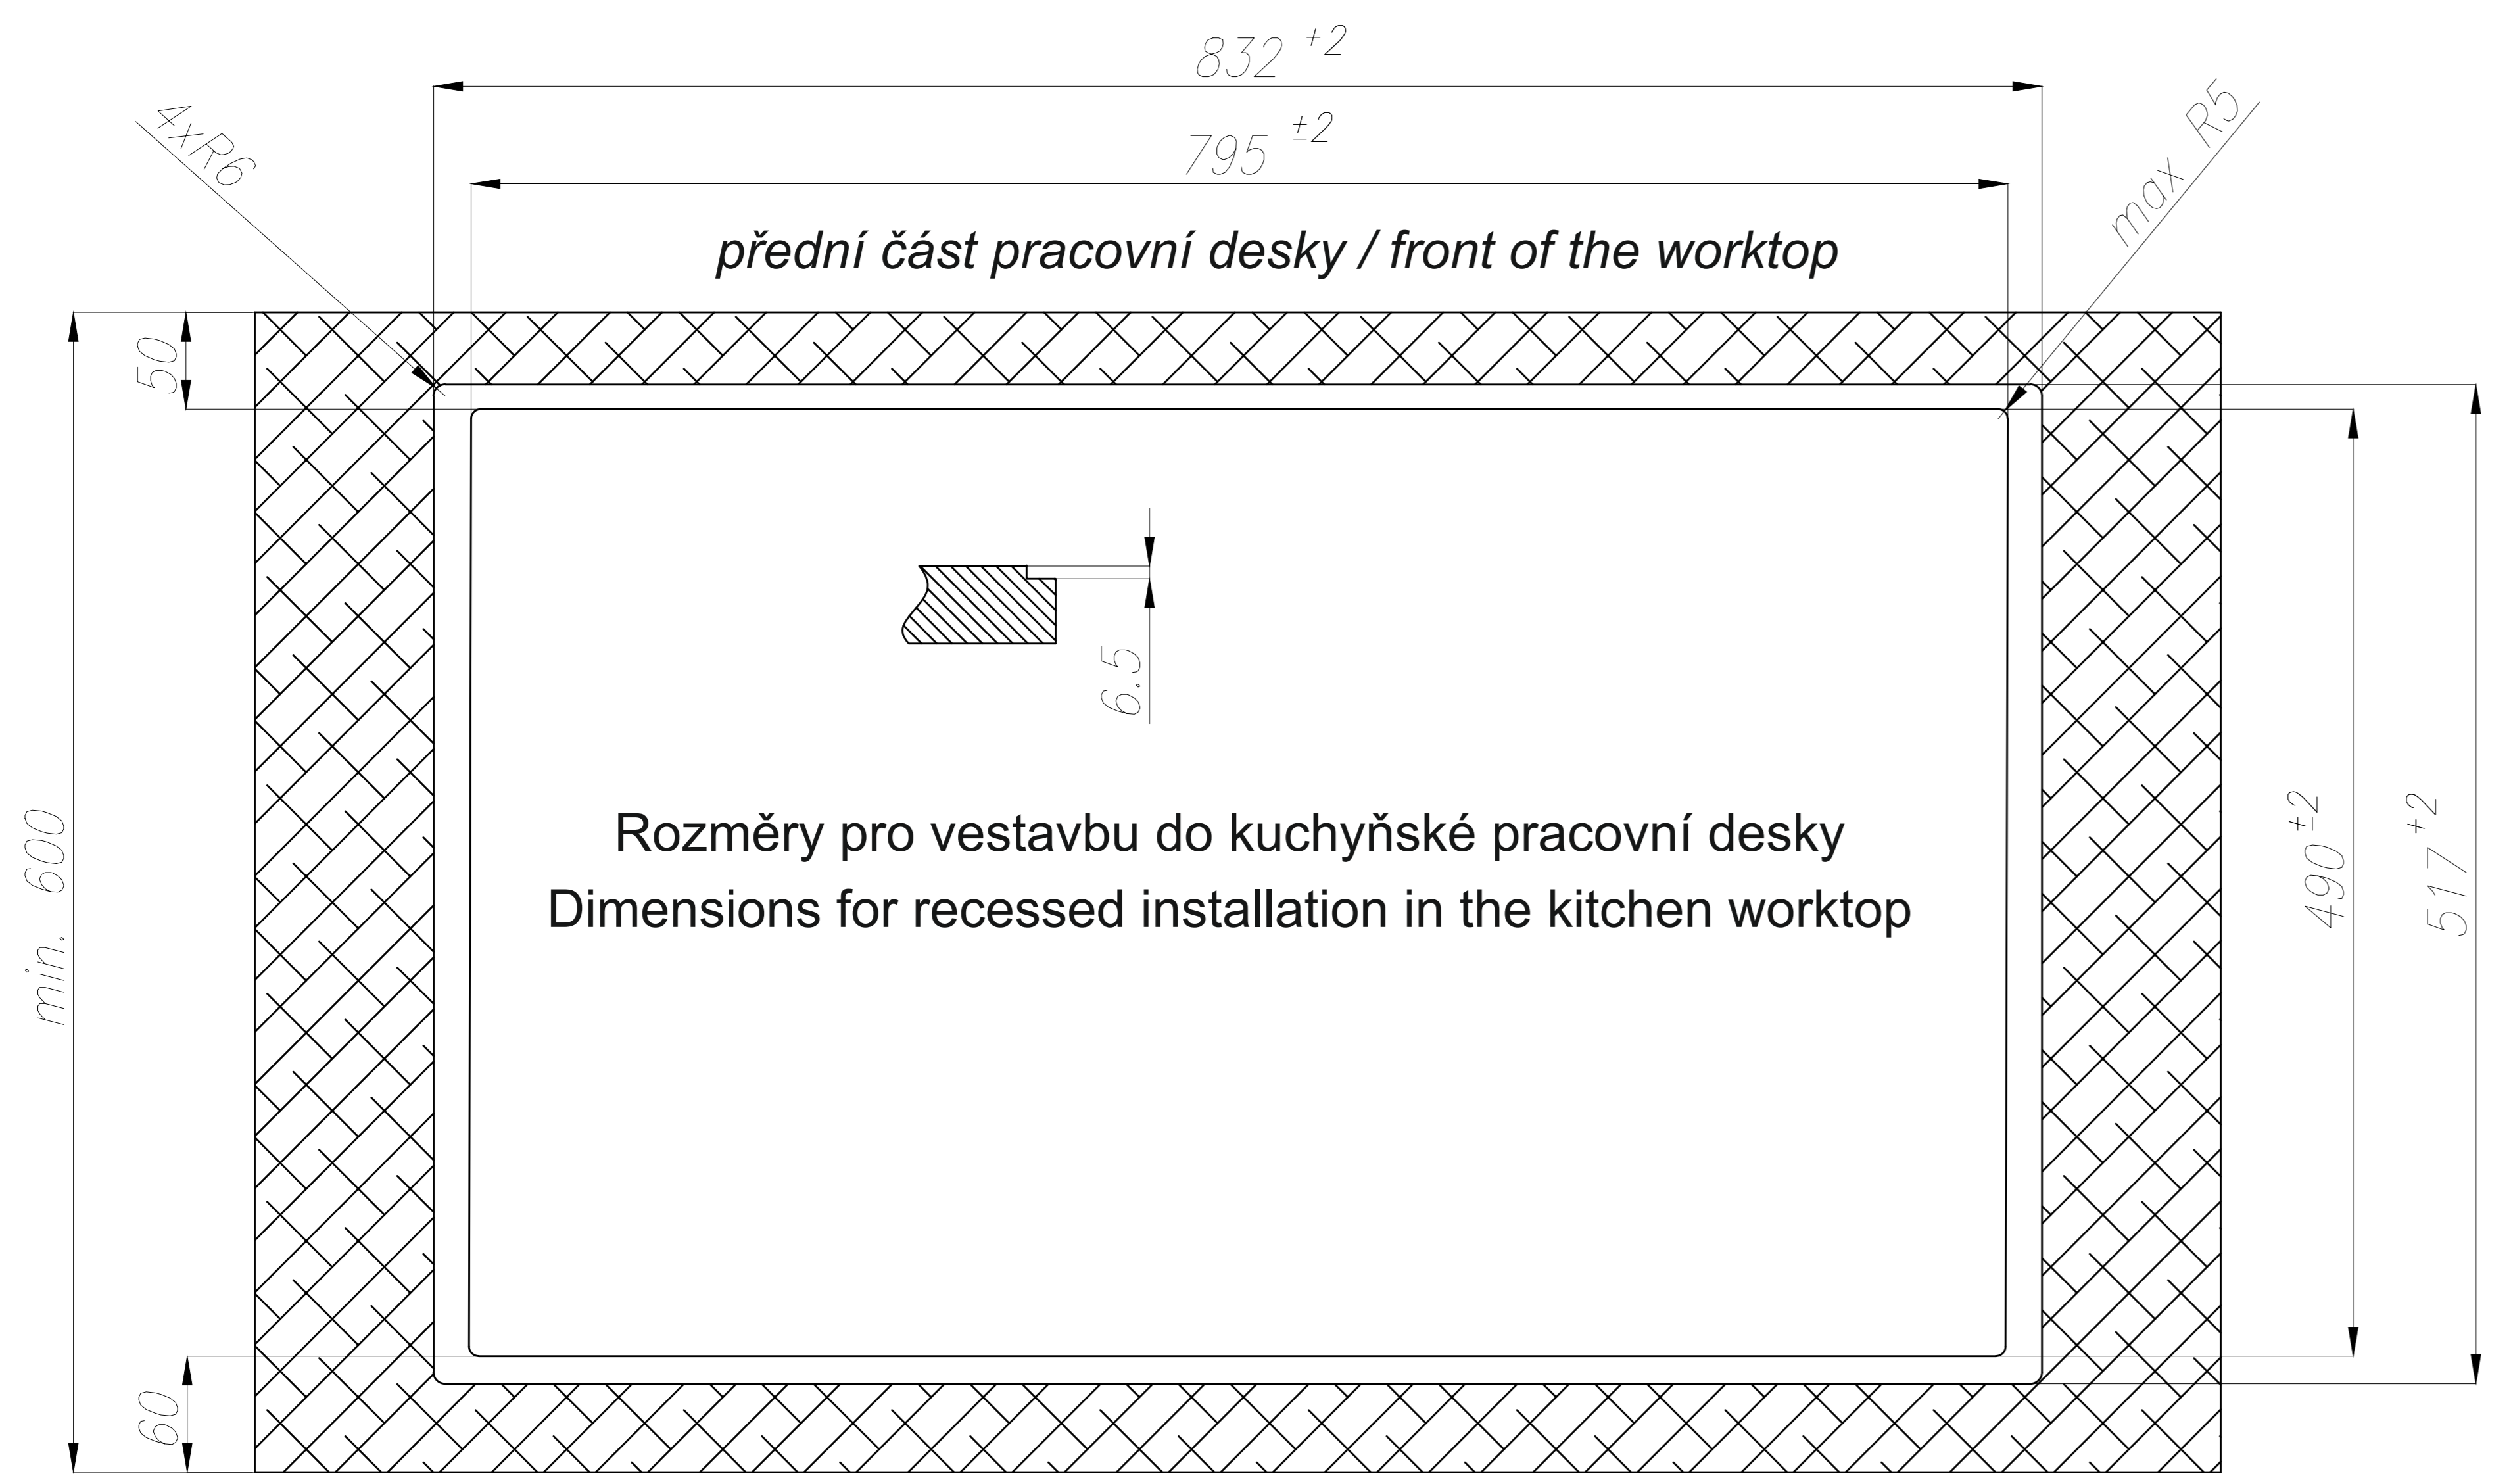 832 +2
795 ±2
4xR6
max R5
přední část pracovní desky / front of the worktop
50
6.5
Rozměry pro vestavbu do kuchyňské pracovní desky
Dimensions for recessed installation in the kitchen worktop
min. 600
490 ±2
517 +2
60